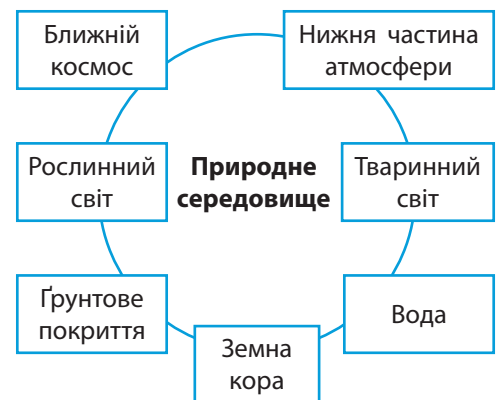 Ближній
космос
Нижня частина
атмосфери
Рослинний
світ
Природне
середовище
Тваринний
світ
Ґрунтове
покриття
Вода
Земна
кора